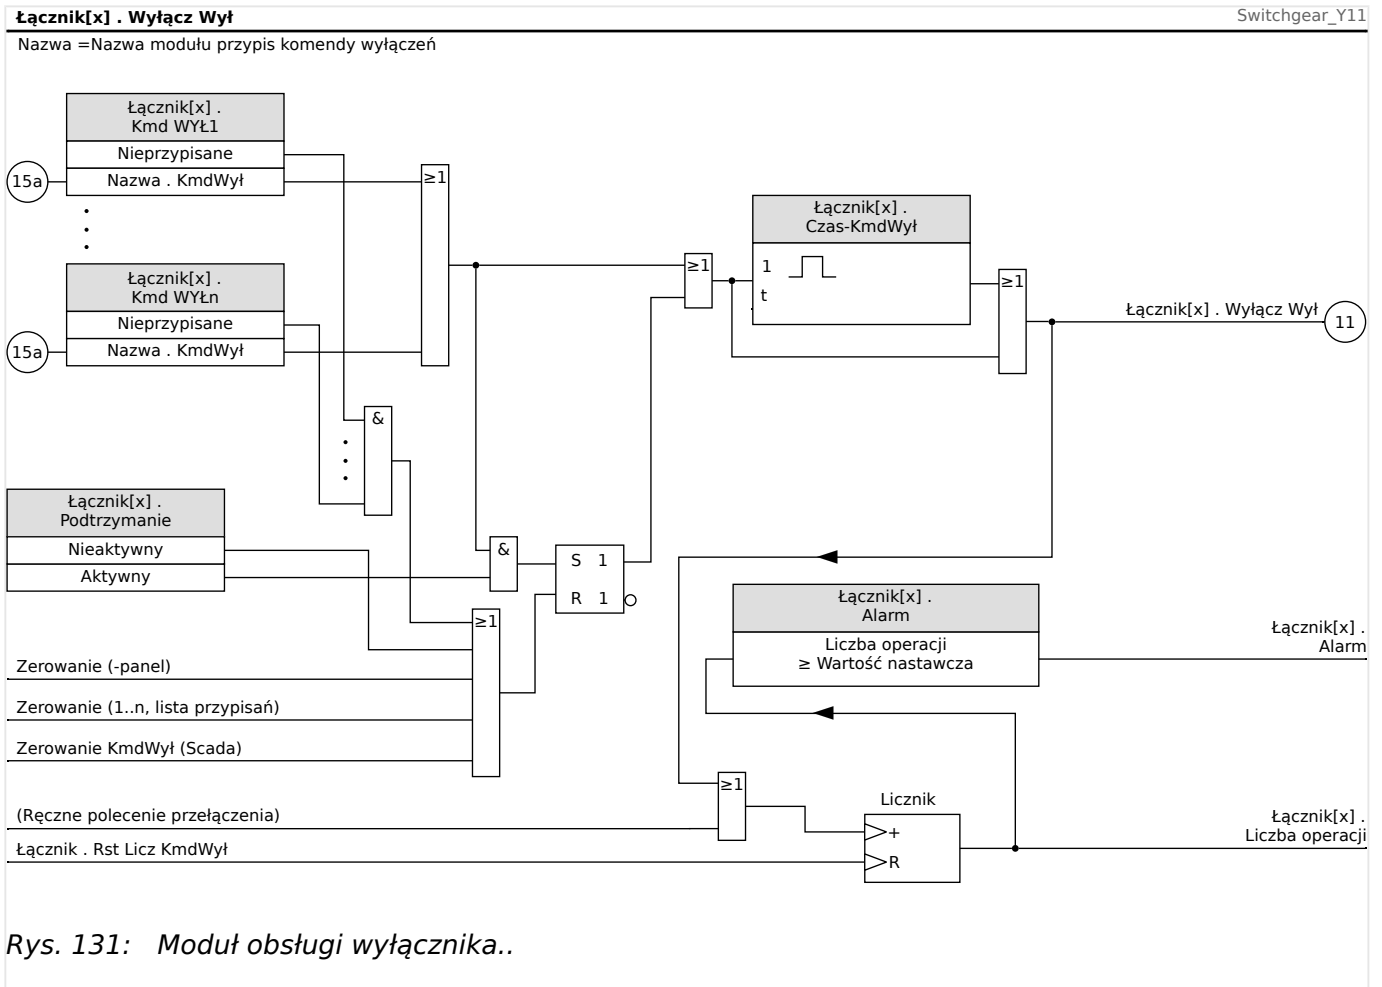 Łącznik[x] . Wyłącz Wył
Switchgear_Y11
Nazwa =Nazwa modułu przypis komendy wyłączeń
Łącznik[x] .
Kmd WYŁ1
Nieprzypisane
15a
Nazwa . KmdWył
≥1
Łącznik[x] .
Czas-KmdWył
1
t
≥1
≥1
Łącznik[x] .
Kmd WYŁn
Nieprzypisane
15a
Nazwa . KmdWył
Łącznik[x] . Wyłącz Wył
11
&
Łącznik[x] .
Podtrzymanie
Nieaktywny
Aktywny
&
S 1
R 1
≥1
Łącznik[x] .
Alarm
Liczba operacji
≥ Wartość nastawcza
Łącznik[x] .
Alarm
Zerowanie (-panel)
Zerowanie (1..n, lista przypisań)
Zerowanie KmdWył (Scada)
≥1
(Ręczne polecenie przełączenia)
Łącznik . Rst Licz KmdWył
Licznik
+
R
Łącznik[x] .
Liczba operacji
Rys. 131: Moduł obsługi wyłącznika..